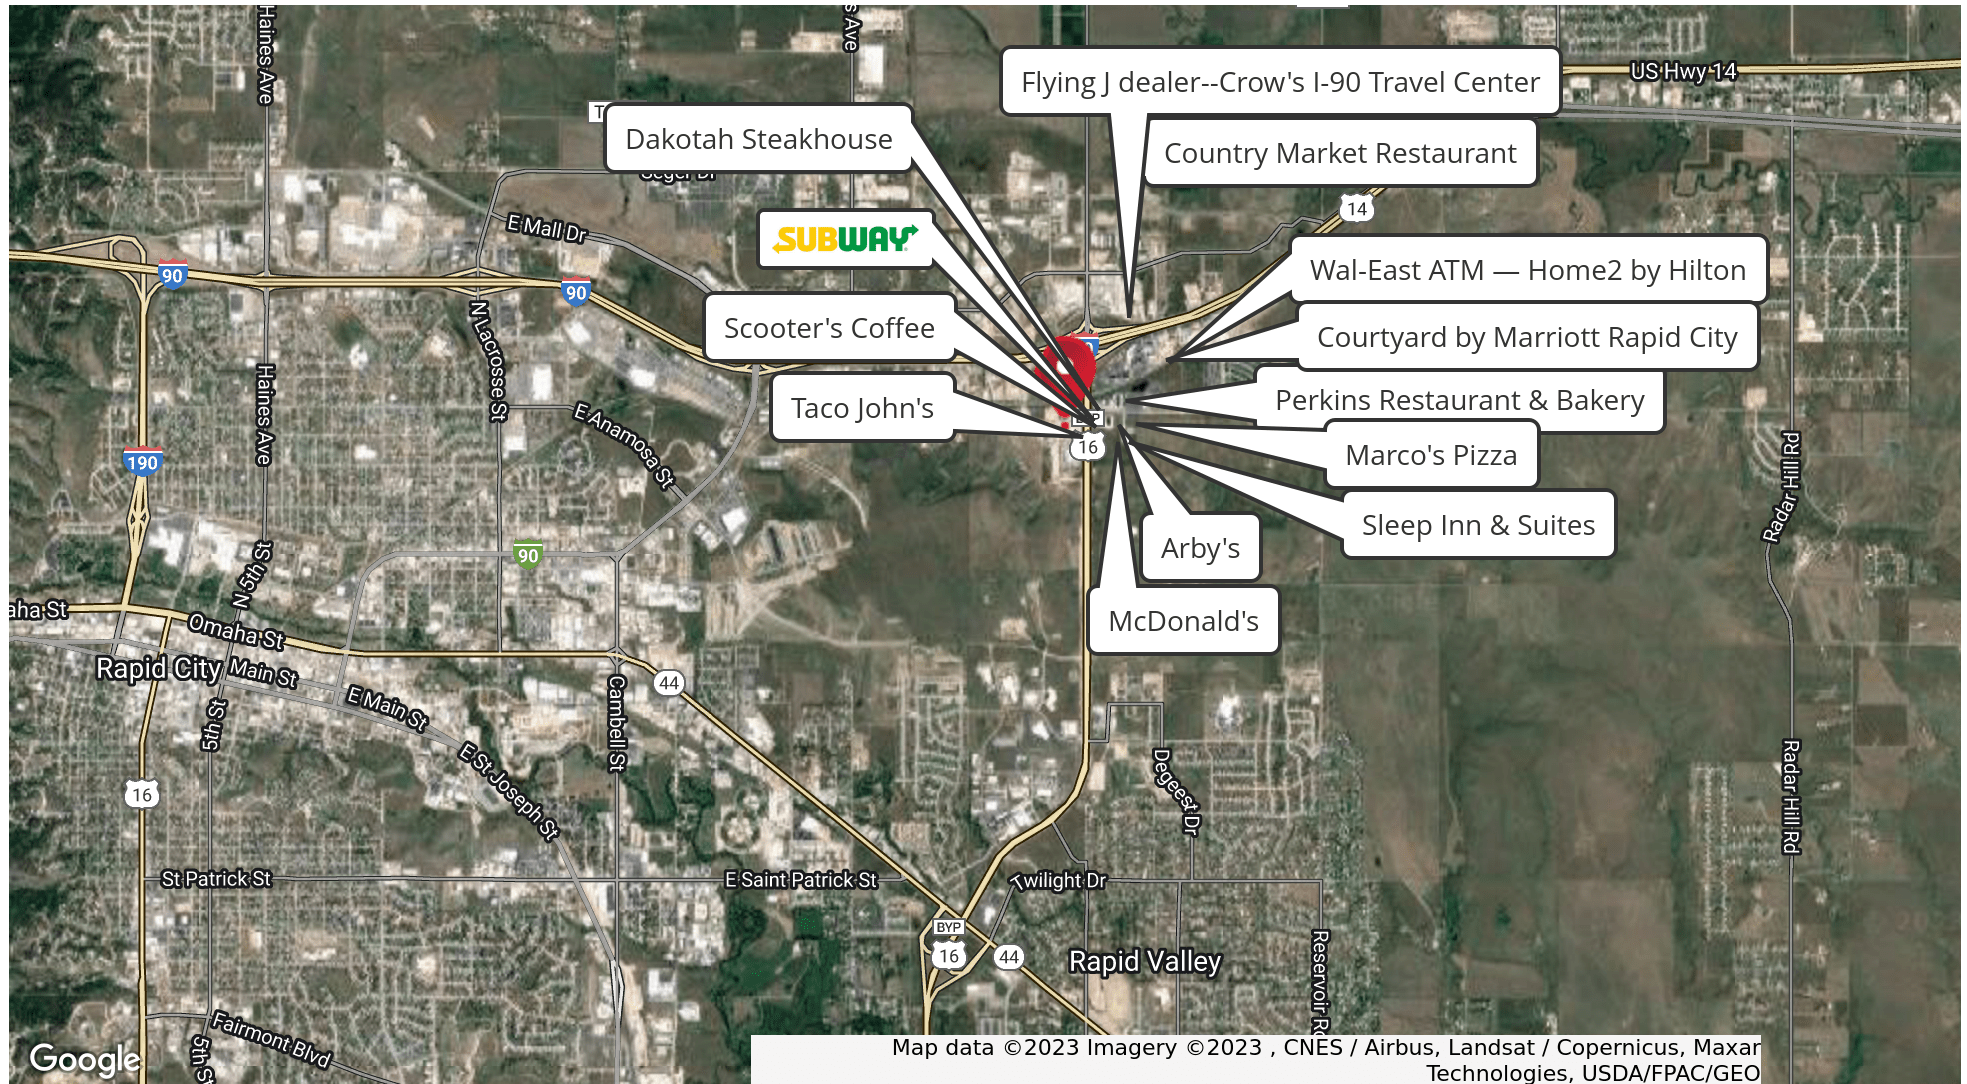 Haines Ave
s Ave
Flying J dealer--Crow's I-90 Travel Center
US Hwy 14
T
Dakotah Steakhouse
Country Market Restaurant
Seger Dr
14
E Mall Dr
SUBWAY
90
90
Wal-East ATM — Home2 by Hilton
Scooter's Coffee
Courtyard by Marriott Rapid City
N Lacrosse St
Haines Ave
Taco John's
Perkins Restaurant & Bakery
E Anamosa St
16
Marco's Pizza
190
Radar Hill Rd
Sleep Inn & Suites
Arby's
90
N 5th St
aha St
Omaha St
McDonald's
Rapid City
Main St
E Main St
44
5th St
Cambell St
E St Joseph St
Degeest Dr
Radar Hill Rd
16
St Patrick St
E Saint Patrick St
Twilight Dr
BYP
16
44
Rapid Valley
Reservoir Rd
Fairmont Blvd
5th St
Google
Map data ©2023 Imagery ©2023 , CNES / Airbus, Landsat / Copernicus, Maxar
Technologies, USDA/FPAC/GEO